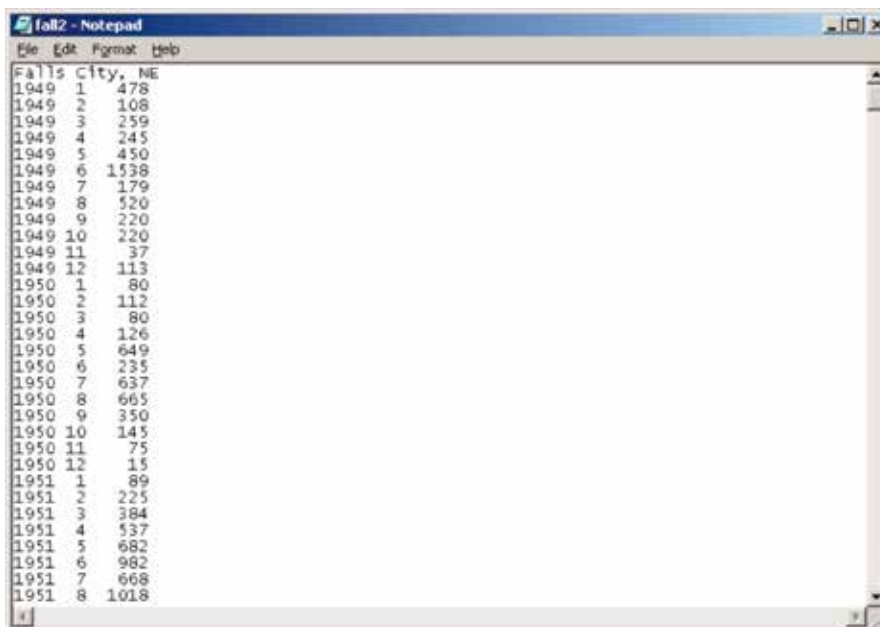 fall2 - Notepad
File Edit Format Help
Falls City, NE
1949 1 478
1949 2 108
1949 3 259
1949 4 245
1949 5 450
1949 6 1538
1949 7 179
1949 8 520
1949 9 220
1949 10 220
1949 11 37
1949 12 113
1950 1 80
1950 2 112
1950 3 80
1950 4 126
1950 5 649
1950 6 235
1950 7 637
1950 8 665
1950 9 350
1950 10 145
1950 11 75
1950 12 15
1951 1 89
1951 2 225
1951 3 384
1951 4 537
1951 5 682
1951 6 982
1951 7 668
1951 8 1018